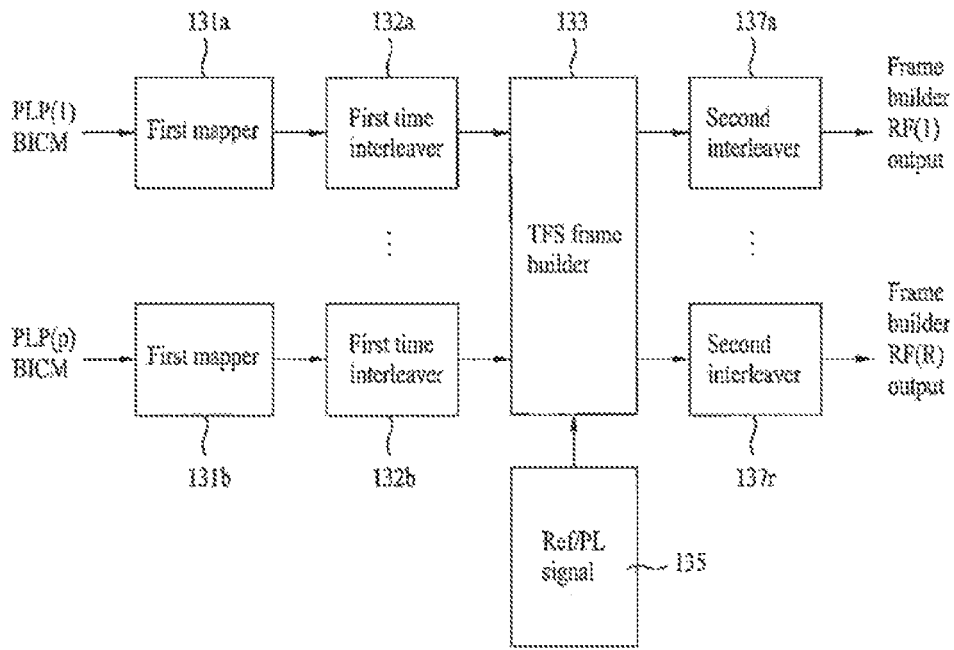 131a
132a
133
137a
PLP(1)
BICM
First mapper
First time
interleaver
TFS frame
builder
Second
interleaver
Frame
builder
RF(1)
output
⋮
⋮
PLP(p)
BICM
First mapper
First time
interleaver
Second
interleaver
Frame
builder
RF(R)
output
131b
132b
137r
Ref/PL
signal
135